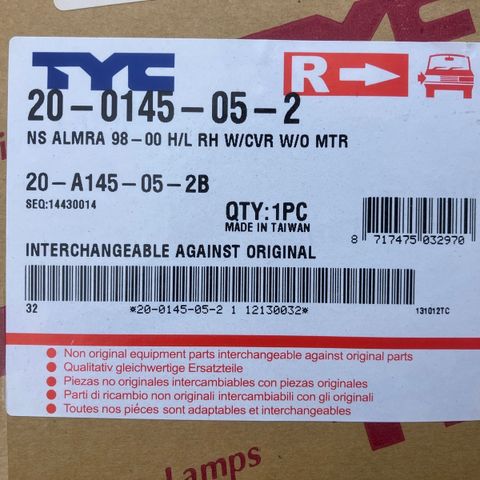 TYC
R
20-0145-05-2
NS ALMRA 98-00 H/L RH W/CVR W/O MTR
20-A145-05-2B
SEQ:14430014
QTY:1PC
MADE IN TAIWAN
8 717475 032970
INTERCHANGEABLE AGAINST ORIGINAL
32 *20-0145-05-2 1 12130032* 131012TC
Non original equipment parts interchangeable against original parts
Qualitativ gleichwertige Ersatzteile
Piezas no originales intercambiables con piezas originales
Parti di ricambio non originali intercambiabili con gli originali
Toutes nos piéces sont adaptables et interchangeables
Lamps